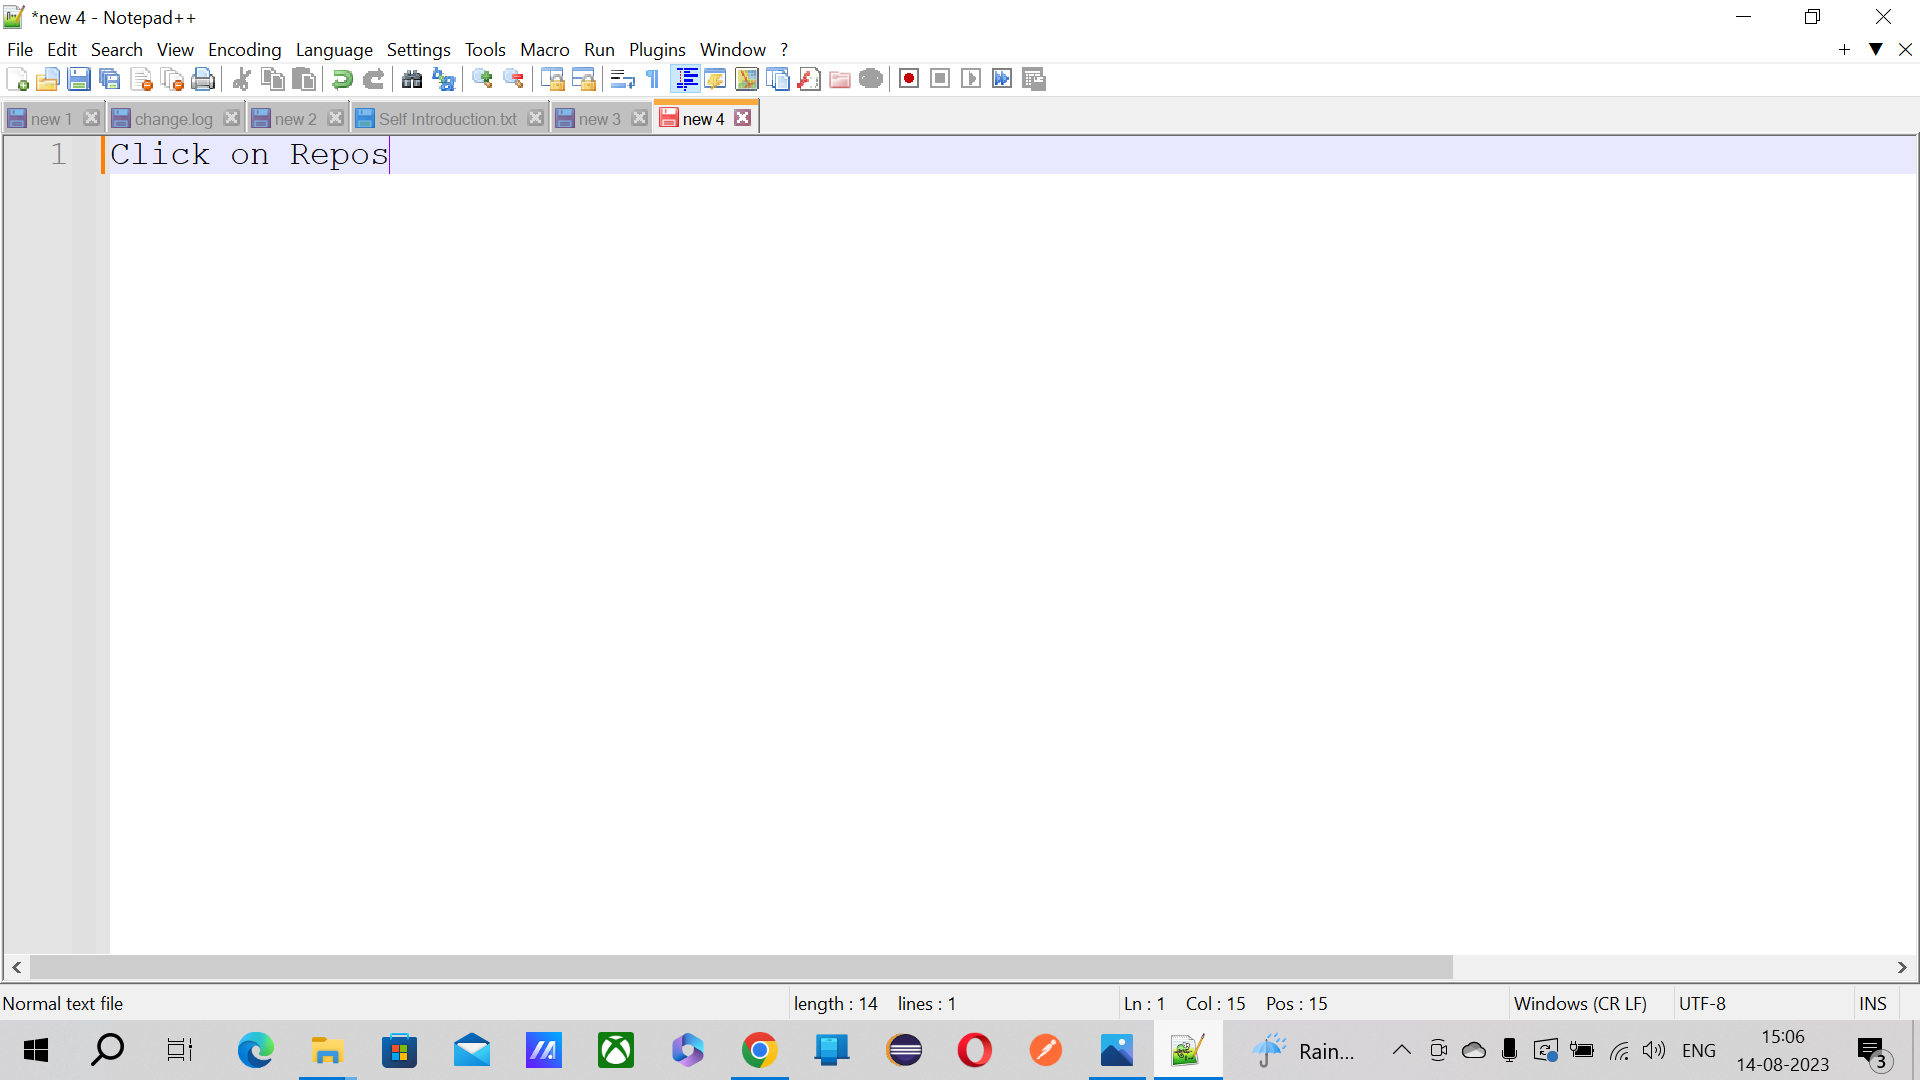 *new 4 - Notepad++
File Edit Search View Encoding Language Settings Tools Macro Run Plugins Window ?
new 1 change.log new 2 Self Introduction.txt new 3 new 4
1 Click on Repos
Normal text file length : 14 lines : 1 Ln : 1 Col : 15 Pos : 15 Windows (CR LF) UTF-8 INS
Rain... ENG 15:06
14-08-2023 3